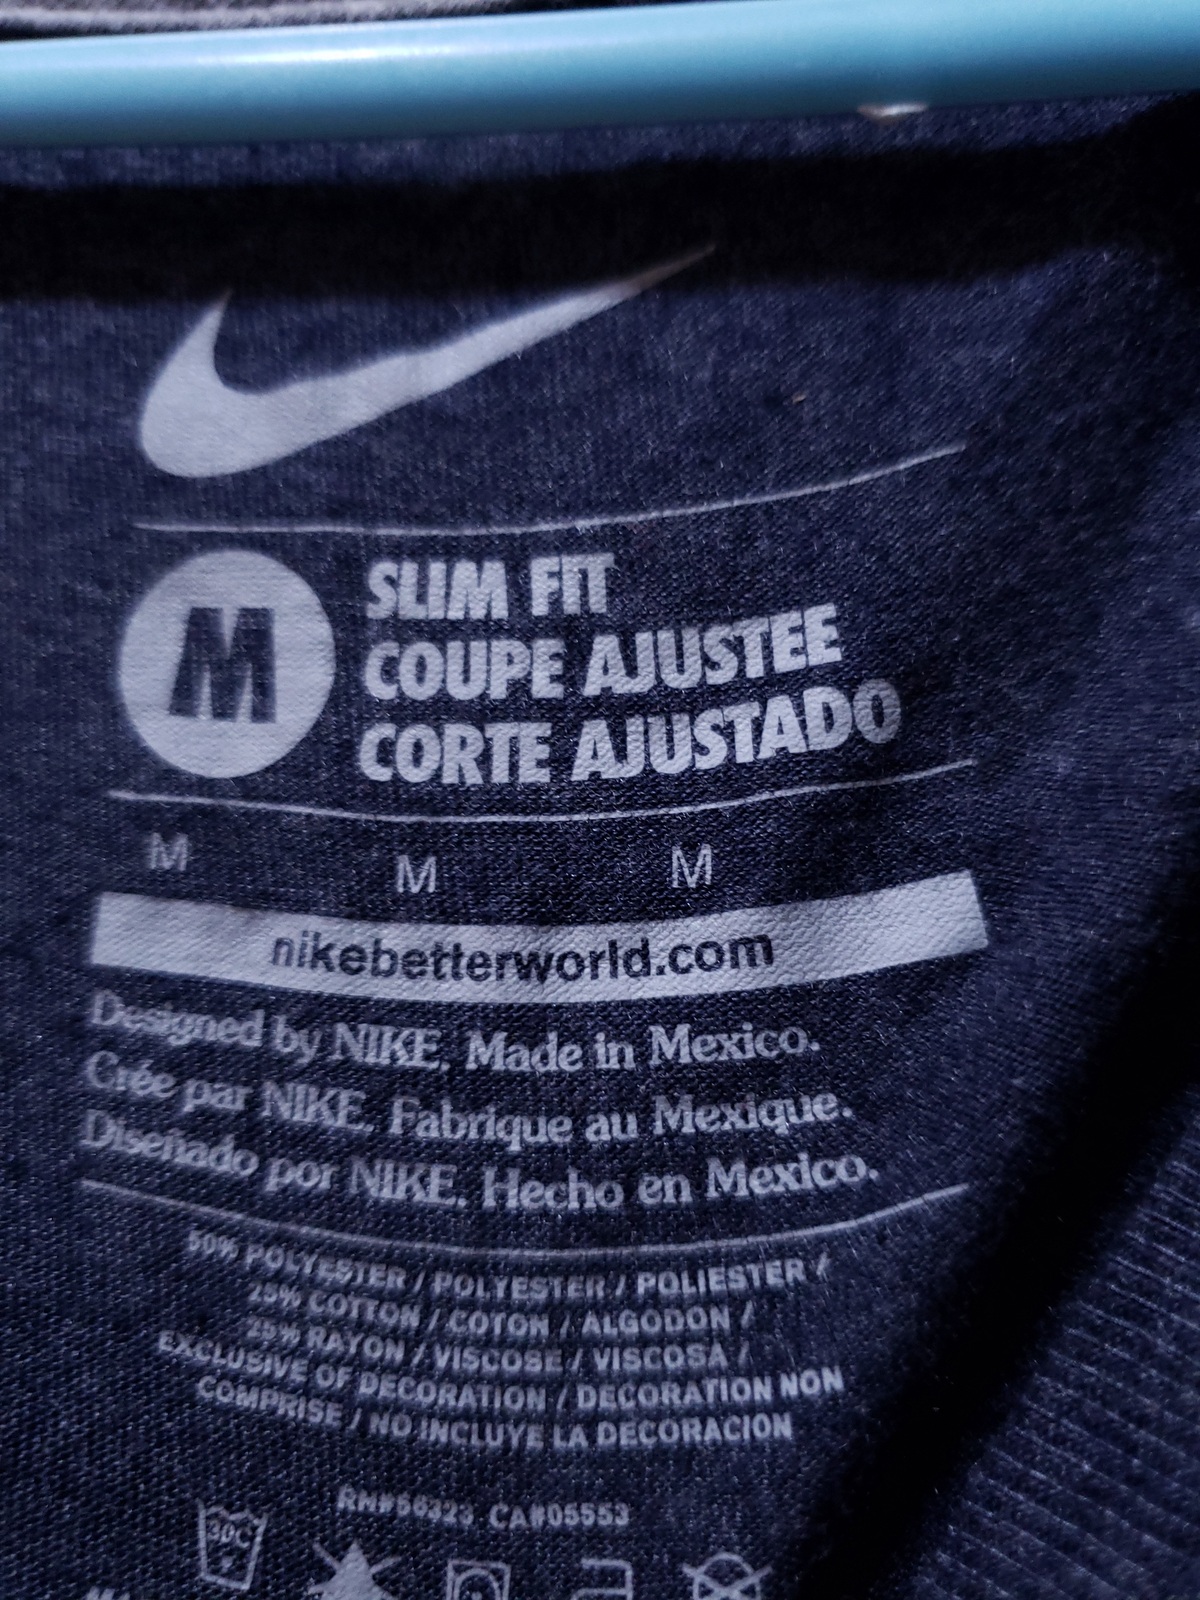 M
SLIM FIT
COUPE AJUSTEE
CORTE AJUSTADO
M M M
nikebetterworld.com
Designed by NIKE. Made in Mexico.
Crée par NIKE. Fabrique au Mexique.
Diseñado por NIKE. Hecho en Mexico.
50% POLYESTER / POLYESTER / POLIESTER /
25% COTTON / COTON / ALGODON /
25% RAYON / VISCOSE / VISCOSA /
EXCLUSIVE OF DECORATION / DECORATION NON
COMPRISE / NO INCLUYE LA DECORACION
RN#56323 CA#05553
30C